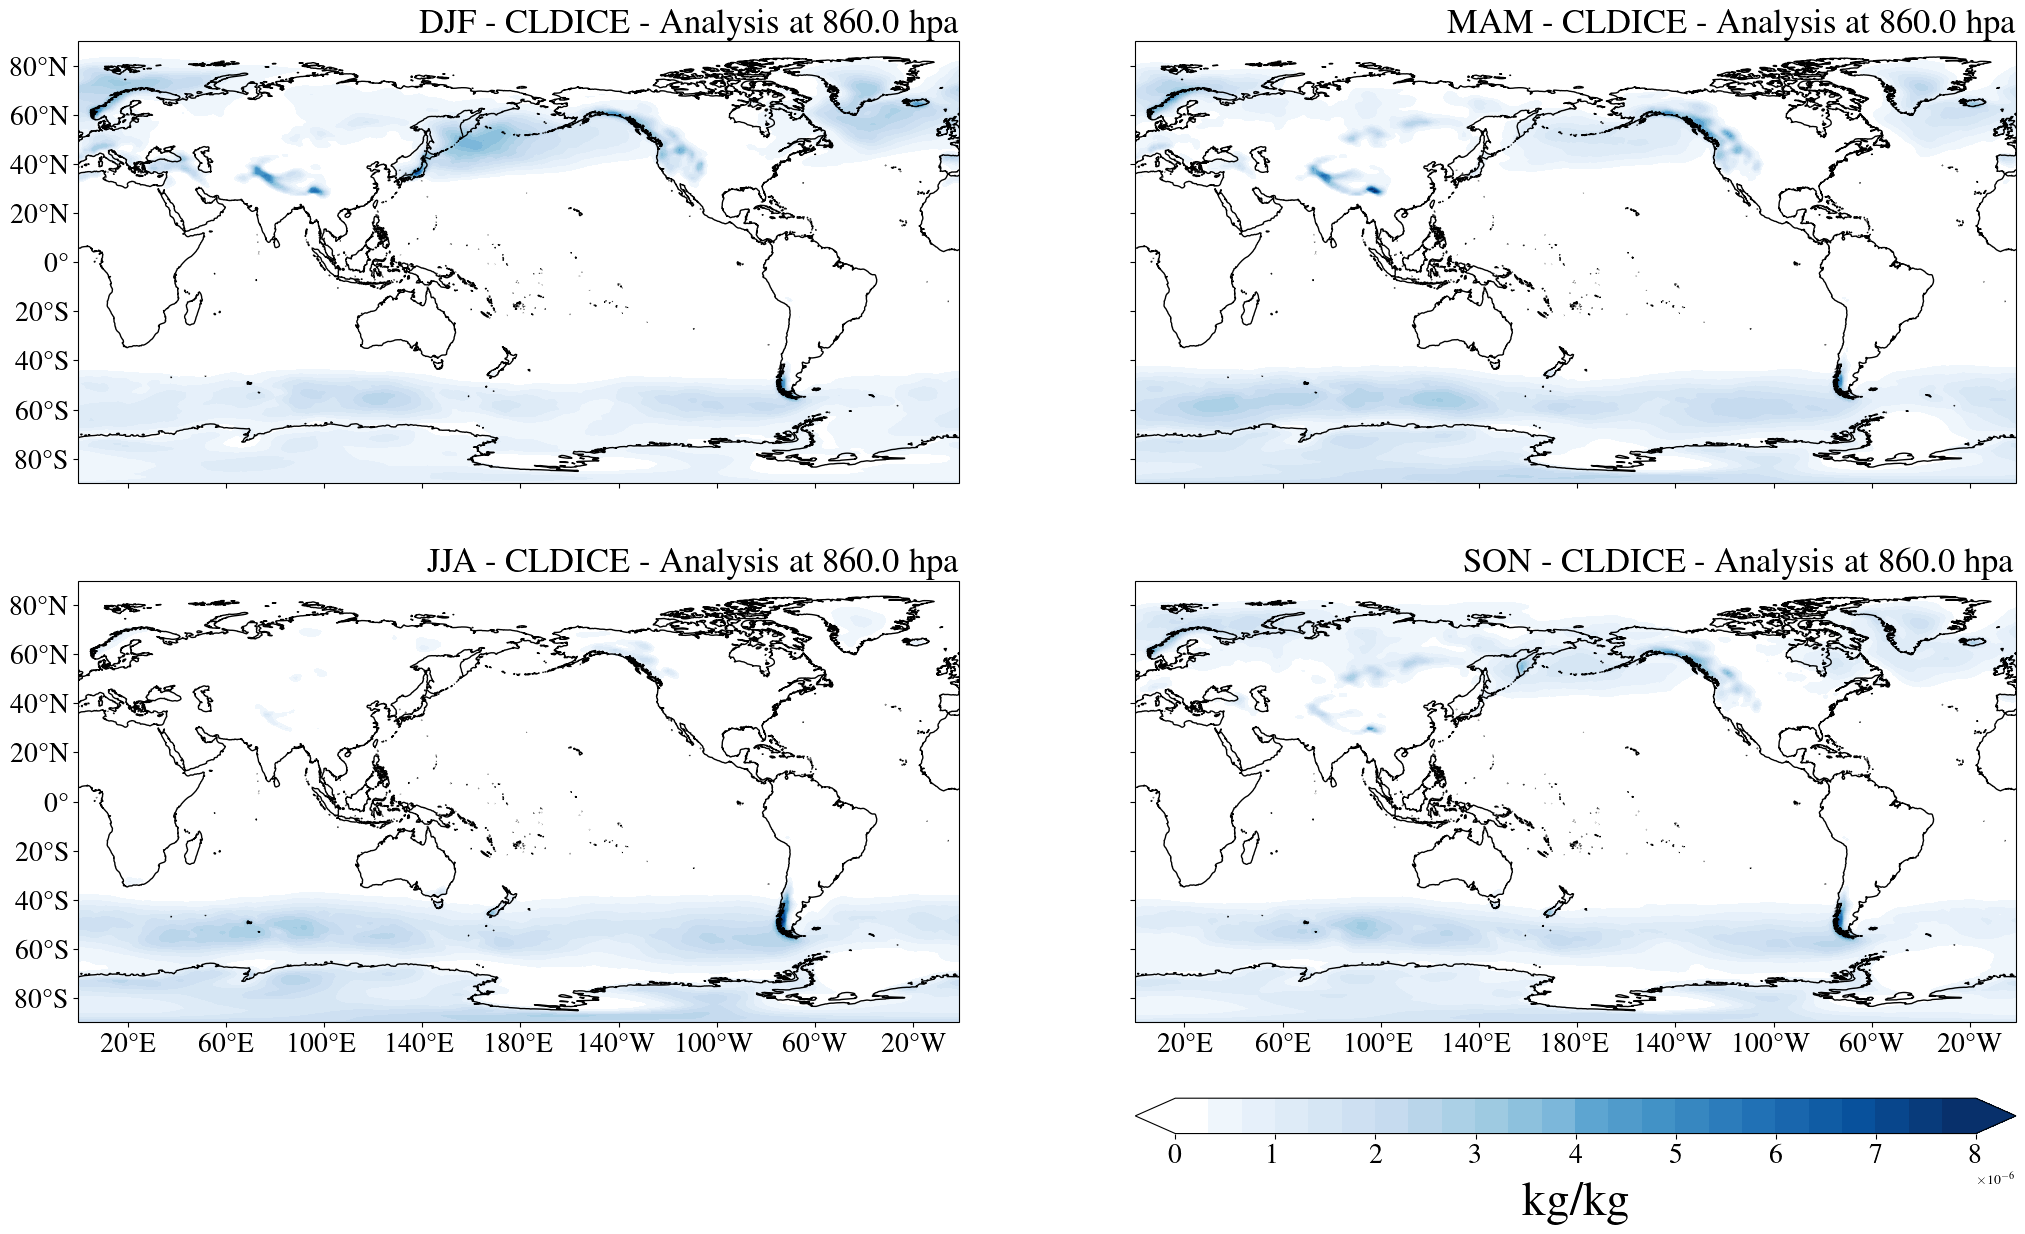 DJF - CLDICE - Analysis at 860.0 hpa
MAM - CLDICE - Analysis at 860.0 hpa
80°N
60°N
40°N
20°N
0°
20°S
40°S
60°S
80°S
JJA - CLDICE - Analysis at 860.0 hpa
SON - CLDICE - Analysis at 860.0 hpa
80°N
60°N
40°N
20°N
0°
20°S
40°S
60°S
80°S
20°E 60°E 100°E 140°E 180°E 140°W 100°W 60°W 20°W
20°E 60°E 100°E 140°E 180°E 140°W 100°W 60°W 20°W
0 1 2 3 4 5 6 7 8
×10⁻⁶
kg/kg